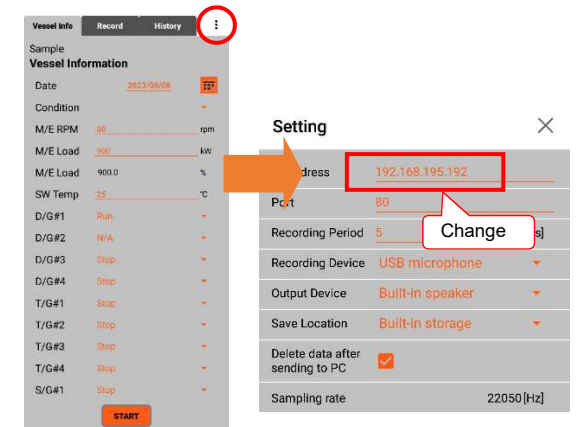 Vessel Info Record History
Sample
Vessel Information
Date 2023/08/08
Condition
M/E RPM 80 rpm
M/E Load 900 kW
M/E Load 900.0 %
SW Temp 25 ℃
D/G#1 Run
D/G#2 N/A
D/G#3 Stop
D/G#4 Stop
T/G#1 Stop
T/G#2 Stop
T/G#3 Stop
T/G#4 Stop
S/G#1 Stop
START
Setting
dress 192.168.195.192
Port 80
Change
Recording Period 5 s]
Recording Device USB microphone
Output Device Built-in speaker
Save Location Built-in storage
Delete data after
sending to PC
Sampling rate 22050[Hz]